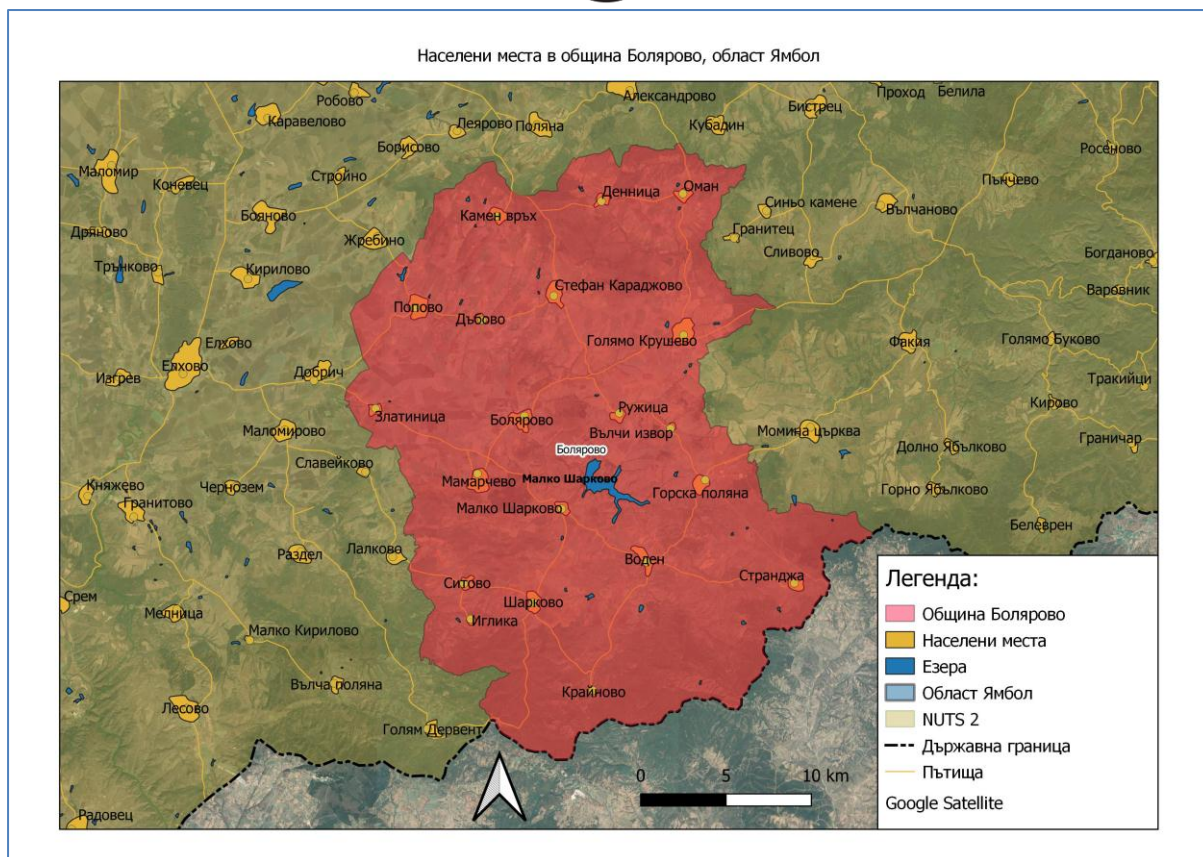 Населени места в община Болярово, област Ямбол
Робово
Александрово
Проход
Белила
Каравелово
Леярово
Поляна
Кубадин
Бистрец
Борисово
Росеново
Маломир
Коневец
Стройно
Денница
Оман
Пънчево
Бояново
Камен връх
Синьо камене
Вълчаново
Дряново
Жребино
Гранитец
Сливово
Трънково
Кирилово
Богданово
Стефан Караджово
Варовник
Попово
Дъбово
Елхово
Голямо Крушево
Факия
Голямо Буково
Елхово
Изгрев
Добрич
Тракийци
Златиница
Болярово
Ружица
Кирово
Маломирово
Вълчи извор
Момина църква
Долно Ябълково
Граничар
Болярово
Славейково
Княжево
Чернозем
Мамарчево
Малко Шарково
Горска поляна
Горно Ябълково
Гранитово
Малко Шарково
Белеврен
Раздел
Лалково
Воден
Странджа
Ситово
Срем
Мелница
Шарково
Иглика
Малко Кирилово
Вълча поляна
Крайново
Лесово
Голям Дервент
Радовец
0 5 10 km
Легенда:
Община Болярово
Населени места
Езера
Област Ямбол
NUTS 2
Държавна граница
Пътища
Google Satellite